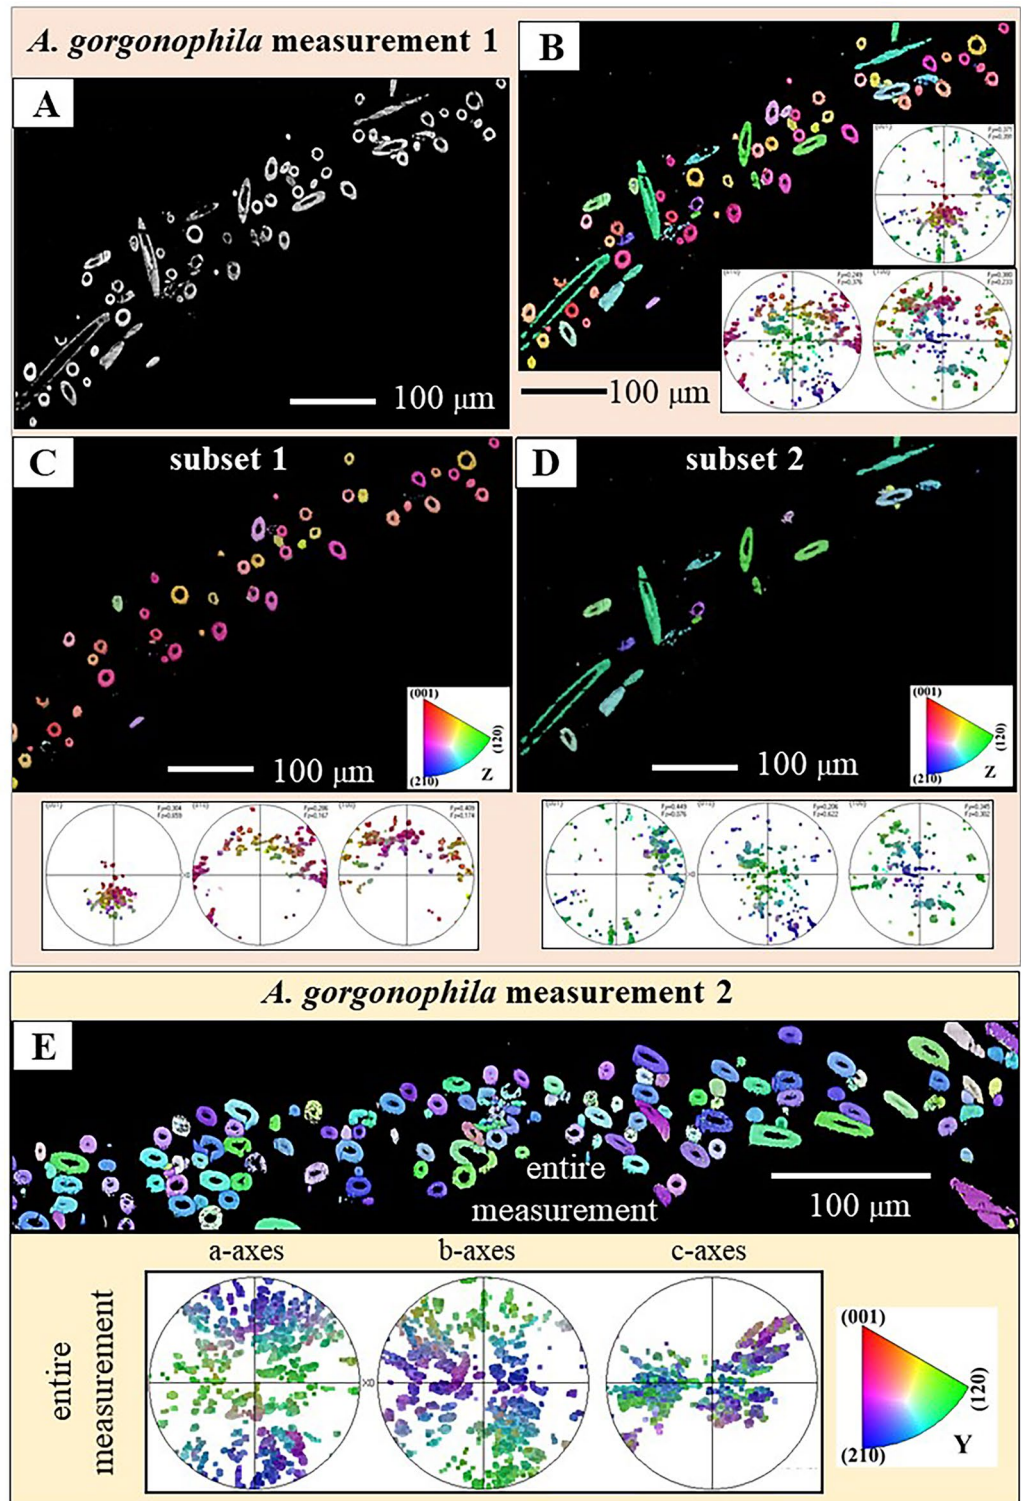 A. gorgonophila measurement 1
A
100 μm
B
100 μm
C
subset 1
(001)
(120)
(210)
Z
100 μm
D
subset 2
(001)
(120)
(210)
Z
100 μm
A. gorgonophila measurement 2
E
entire
measurement
100 μm
a-axes
b-axes
c-axes
entire
measurement
X0
(001)
(120)
(210)
Y